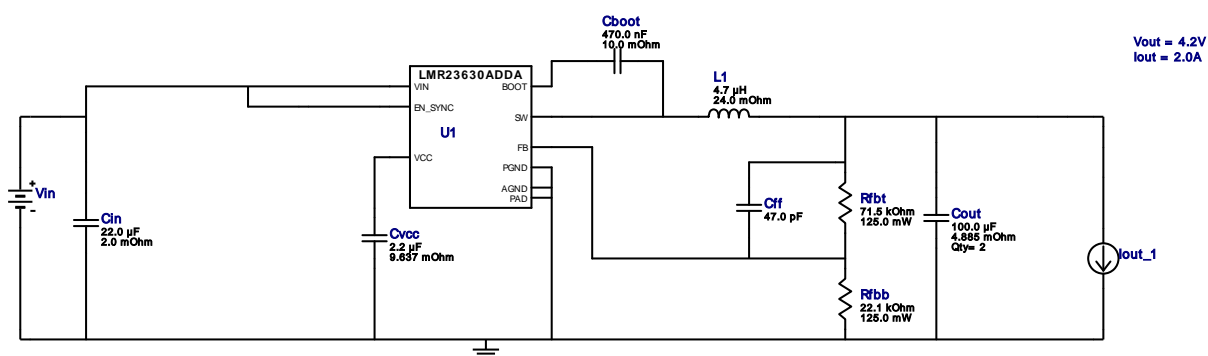 Cboot
470.0 nF
10.0 mOhm
Vout = 4.2V
Iout = 2.0A
LMR23630ADDA
VIN
BOOT
EN_SYNC
SW
U1
FB
VCC
PGND
AGND
PAD
L1
4.7 µH
24.0 mOhm
+
Vin
-
Cin
22.0 µF
2.0 mOhm
Cvcc
2.2 µF
9.637 mOhm
Cff
47.0 pF
Rfbt
71.5 kOhm
125.0 mW
Cout
100.0 µF
4.885 mOhm
Qty= 2
Iout_1
Rfbb
22.1 kOhm
125.0 mW